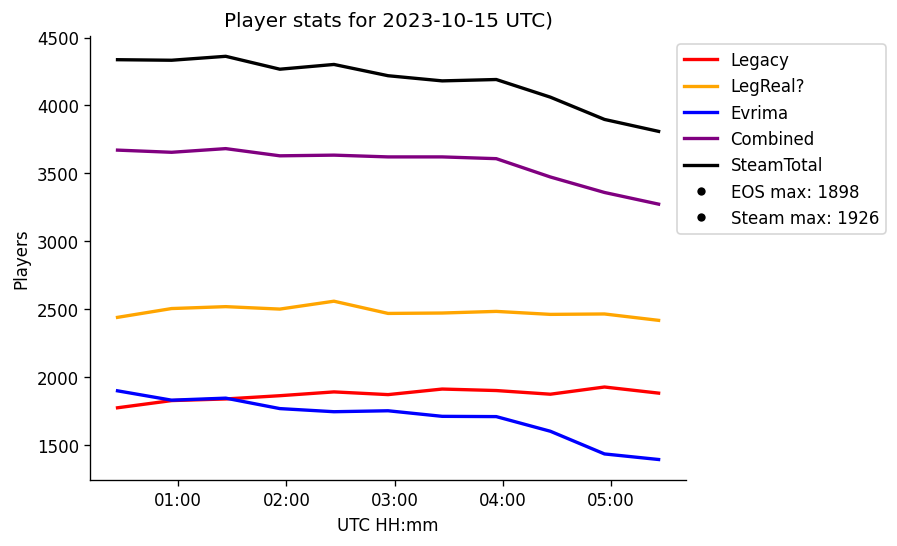 Player stats for 2023-10-15 UTC)
4500
4000
3500
3000
2500
2000
1500
Players
01:00
02:00
03:00
04:00
05:00
UTC HH:mm
Legacy
LegReal?
Evrima
Combined
SteamTotal
EOS max: 1898
Steam max: 1926